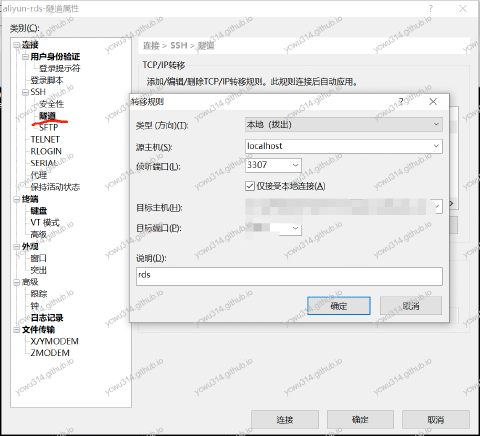 aliyun-rds-隧道属性
类别(C):
连接
用户身份验证
登录提示符
登录脚本
SSH
安全性
隧道
SFTP
TELNET
RLOGIN
SERIAL
代理
保持活动状态
终端
键盘
VT 模式
高级
外观
窗口
突出
高级
跟踪
钟
日志记录
文件传输
X/YMODEM
ZMODEM
连接 > SSH > 隧道
TCP/IP转移
添加/编辑/删除TCP/IP转移规则。此规则连接后自动应用。
转移规则
类型 (方向)(T):
本地 (拨出)
源主机(S):
localhost
侦听端口(L):
3307
仅接受本地连接(A)
目标主机(H):
目标端口(P):
说明(D):
rds
确定
取消
连接
确定
取消
yowu314.github.io